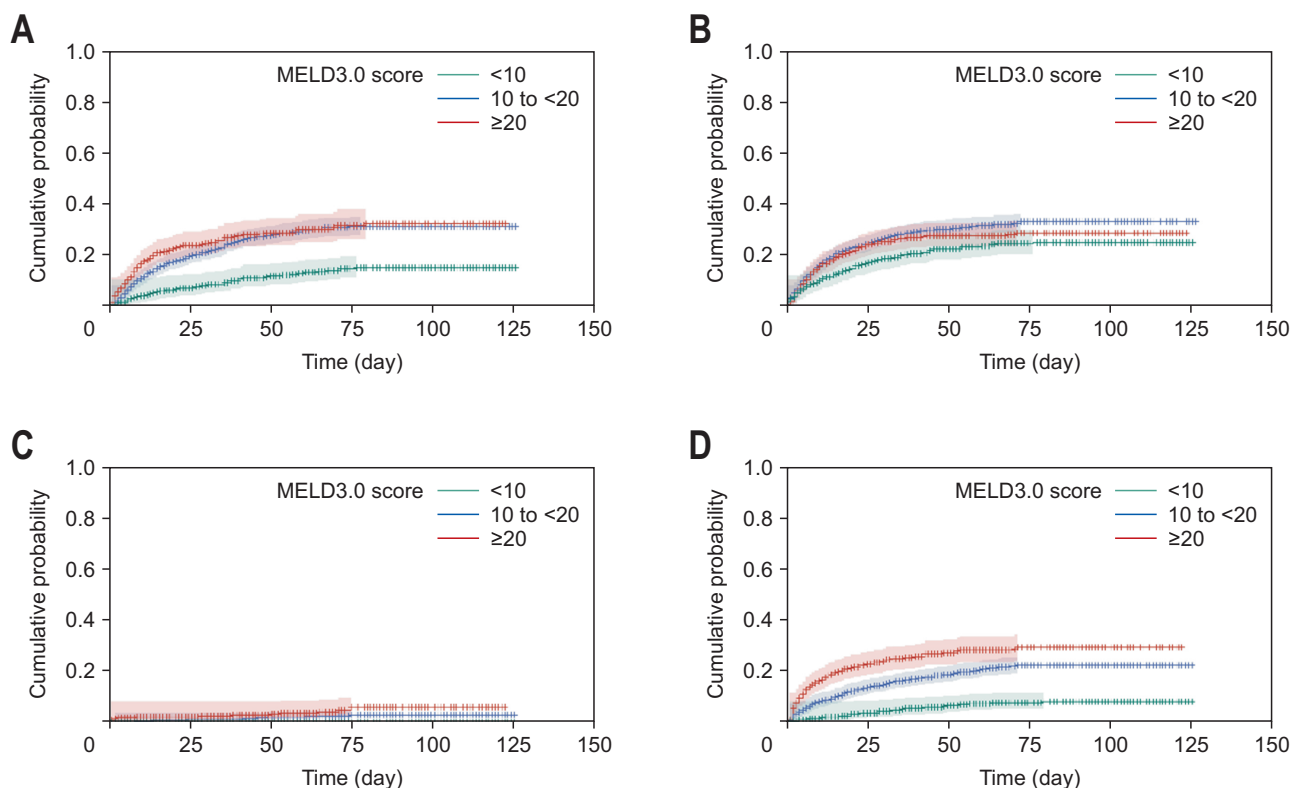 A
Cumulative probability
1.0
0.8
0.6
0.4
0.2
0
25
50
75
100
125
150
Time (day)
MELD3.0 score
<10
10 to <20
≥20
B
Cumulative probability
1.0
0.8
0.6
0.4
0.2
0
25
50
75
100
125
150
Time (day)
MELD3.0 score
<10
10 to <20
≥20
C
Cumulative probability
1.0
0.8
0.6
0.4
0.2
0
25
50
75
100
125
150
Time (day)
MELD3.0 score
<10
10 to <20
≥20
D
Cumulative probability
1.0
0.8
0.6
0.4
0.2
0
25
50
75
100
125
150
Time (day)
MELD3.0 score
<10
10 to <20
≥20